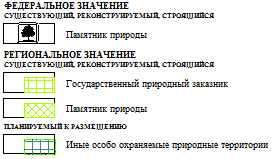 ФЕДЕРАЛЬНОЕ ЗНАЧЕНИЕ
СУЩЕСТВУЮЩИЙ, РЕКОНСТРУИРУЕМЫЙ, СТРОЯЩИЙСЯ
Памятник природы
РЕГИОНАЛЬНОЕ ЗНАЧЕНИЕ
СУЩЕСТВУЮЩИЙ, РЕКОНСТРУИРУЕМЫЙ, СТРОЯЩИЙСЯ
Государственный природный заказник
Памятник природы
ПЛАНИРУЕМЫЙ К РАЗМЕЩЕНИЮ
Иные особо охраняемые природные территории